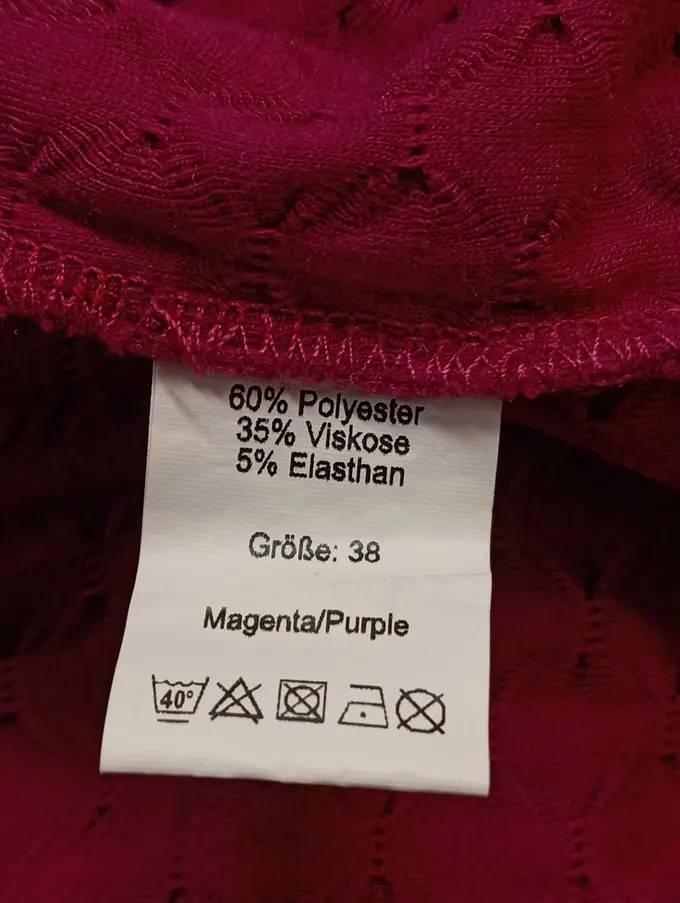 60% Polyester
35% Viskose
5% Elasthan
Größe: 38
Magenta/Purple
40°